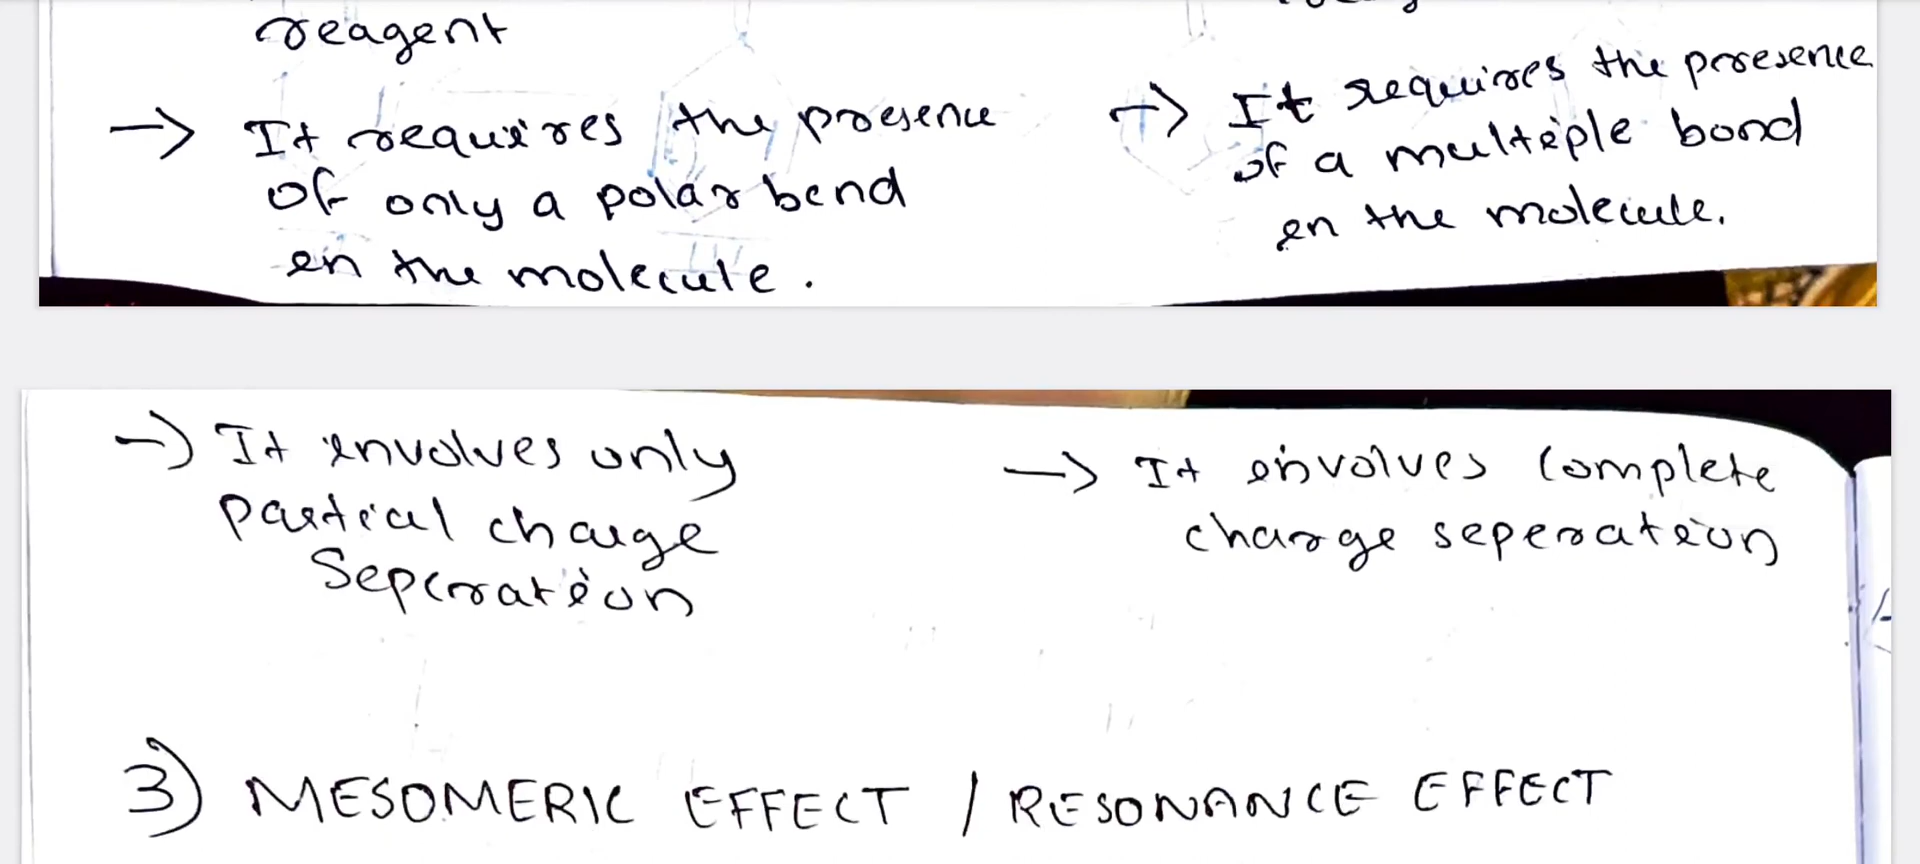 reagent
→ It requires the presence
of only a polar bond
in the molecule.
→ It requires the presence
of a multiple bond
in the molecule.
→ It involves only
partial charge
Seperation
→ It involves complete
charge seperation
3) MESOMERIC EFFECT / RESONANCE EFFECT